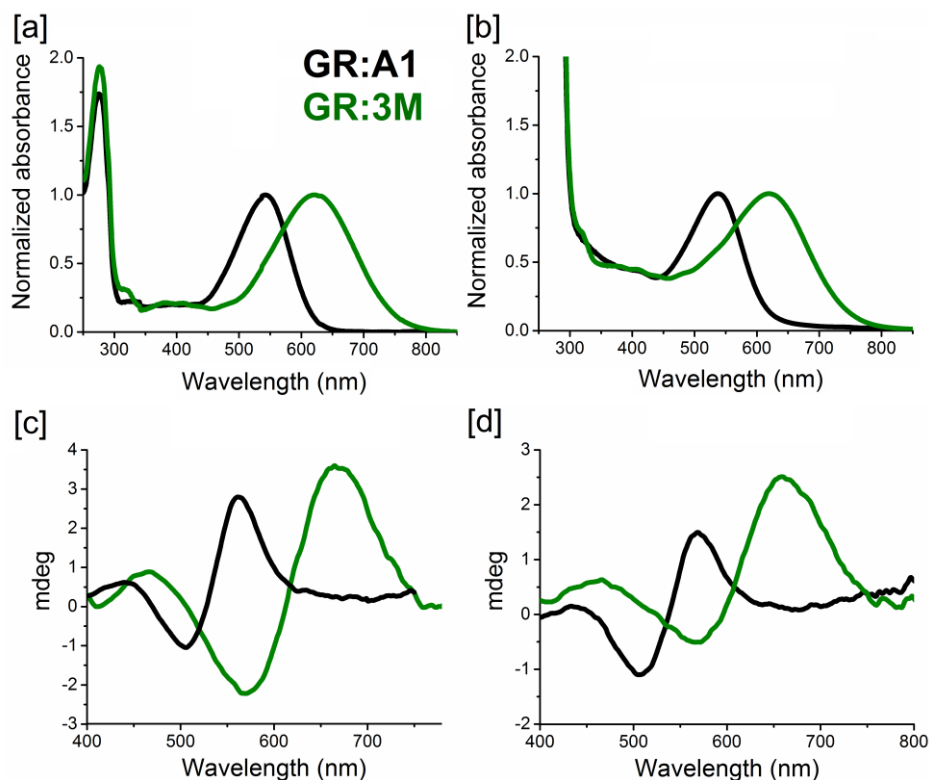 [a]
GR:A1
GR:3M
Normalized absorbance
2.0
1.5
1.0
0.5
0.0
300 400 500 600 700 800
Wavelength (nm)
[b]
Normalized absorbance
2.0
1.5
1.0
0.5
0.0
300 400 500 600 700 800
Wavelength (nm)
[c]
mdeg
4
3
2
1
0
-1
-2
-3
400 500 600 700
Wavelength (nm)
[d]
3
2
1
0
-1
-2
400 500 600 700 800
Wavelength (nm)